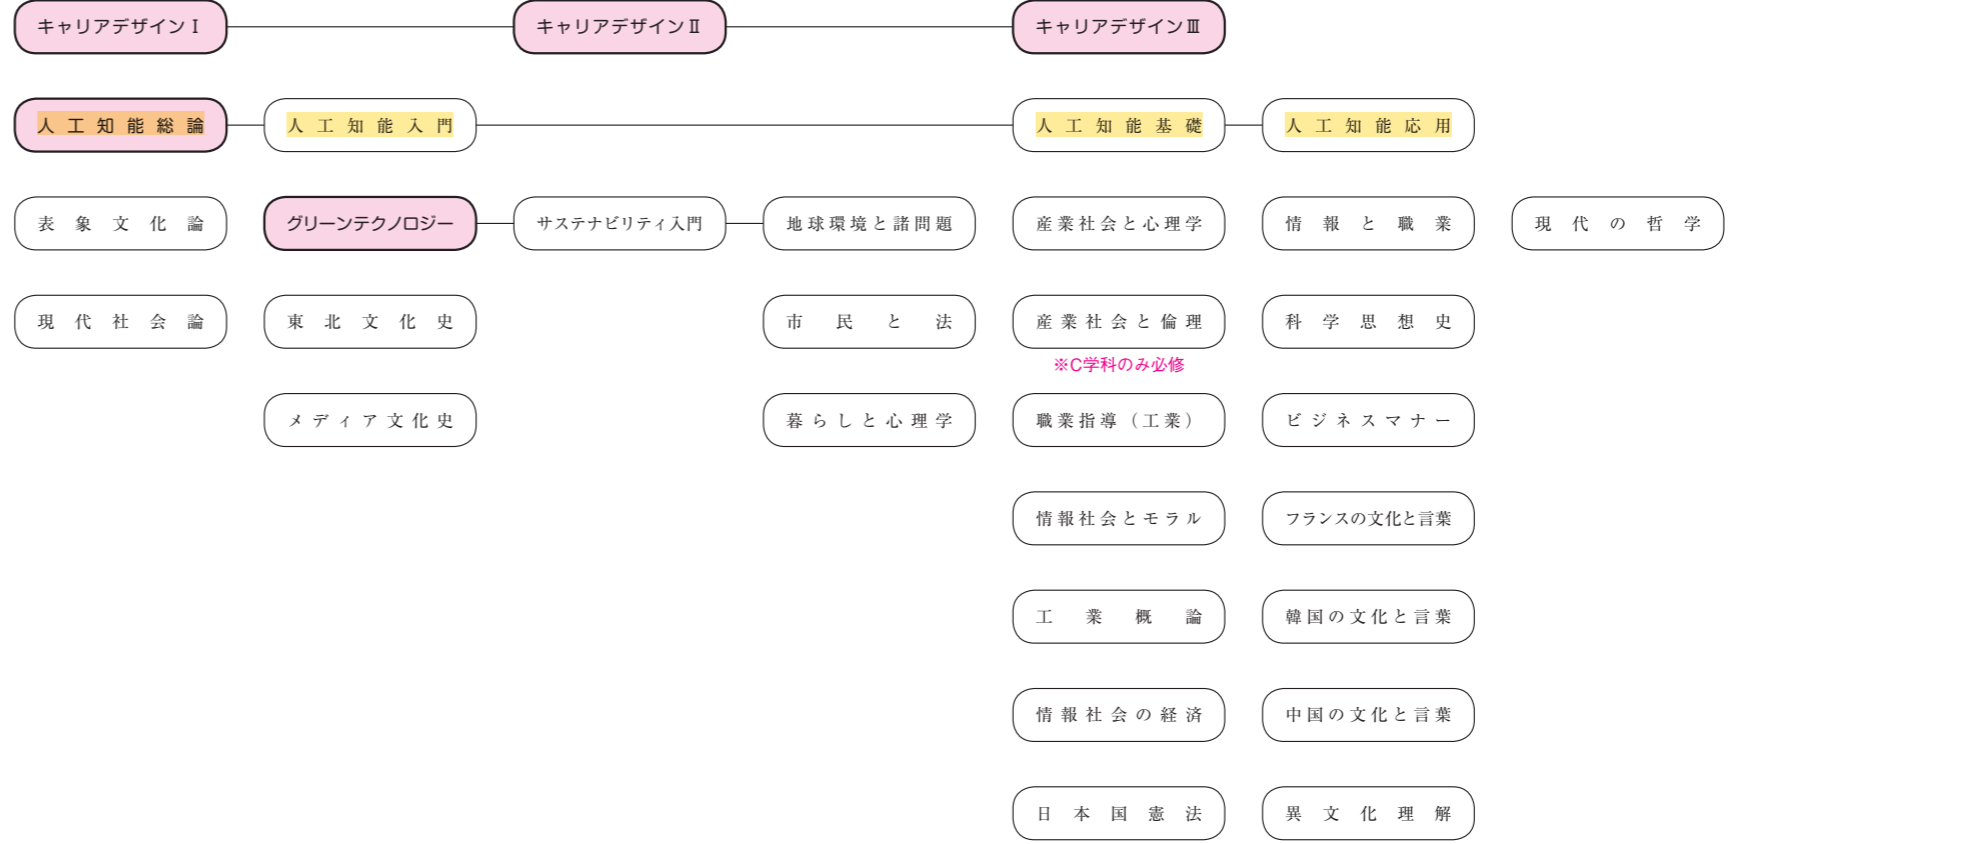 キャリアデザインⅠ
キャリアデザインⅡ
キャリアデザインⅢ
人工知能総論
人工知能入門
人工知能基礎
人工知能応用
表象文化論
グリーンテクノロジー
サステナビリティ入門
地球環境と諸問題
産業社会と心理学
情報と職業
現代の哲学
現代社会論
東北文化史
市民と法
産業社会と倫理
科学思想史
※C学科のみ必修
メディア文化史
暮らしと心理学
職業指導（工業）
ビジネスマナー
情報社会とモラル
フランスの文化と言葉
工業概論
韓国の文化と言葉
情報社会の経済
中国の文化と言葉
日本国憲法
異文化理解